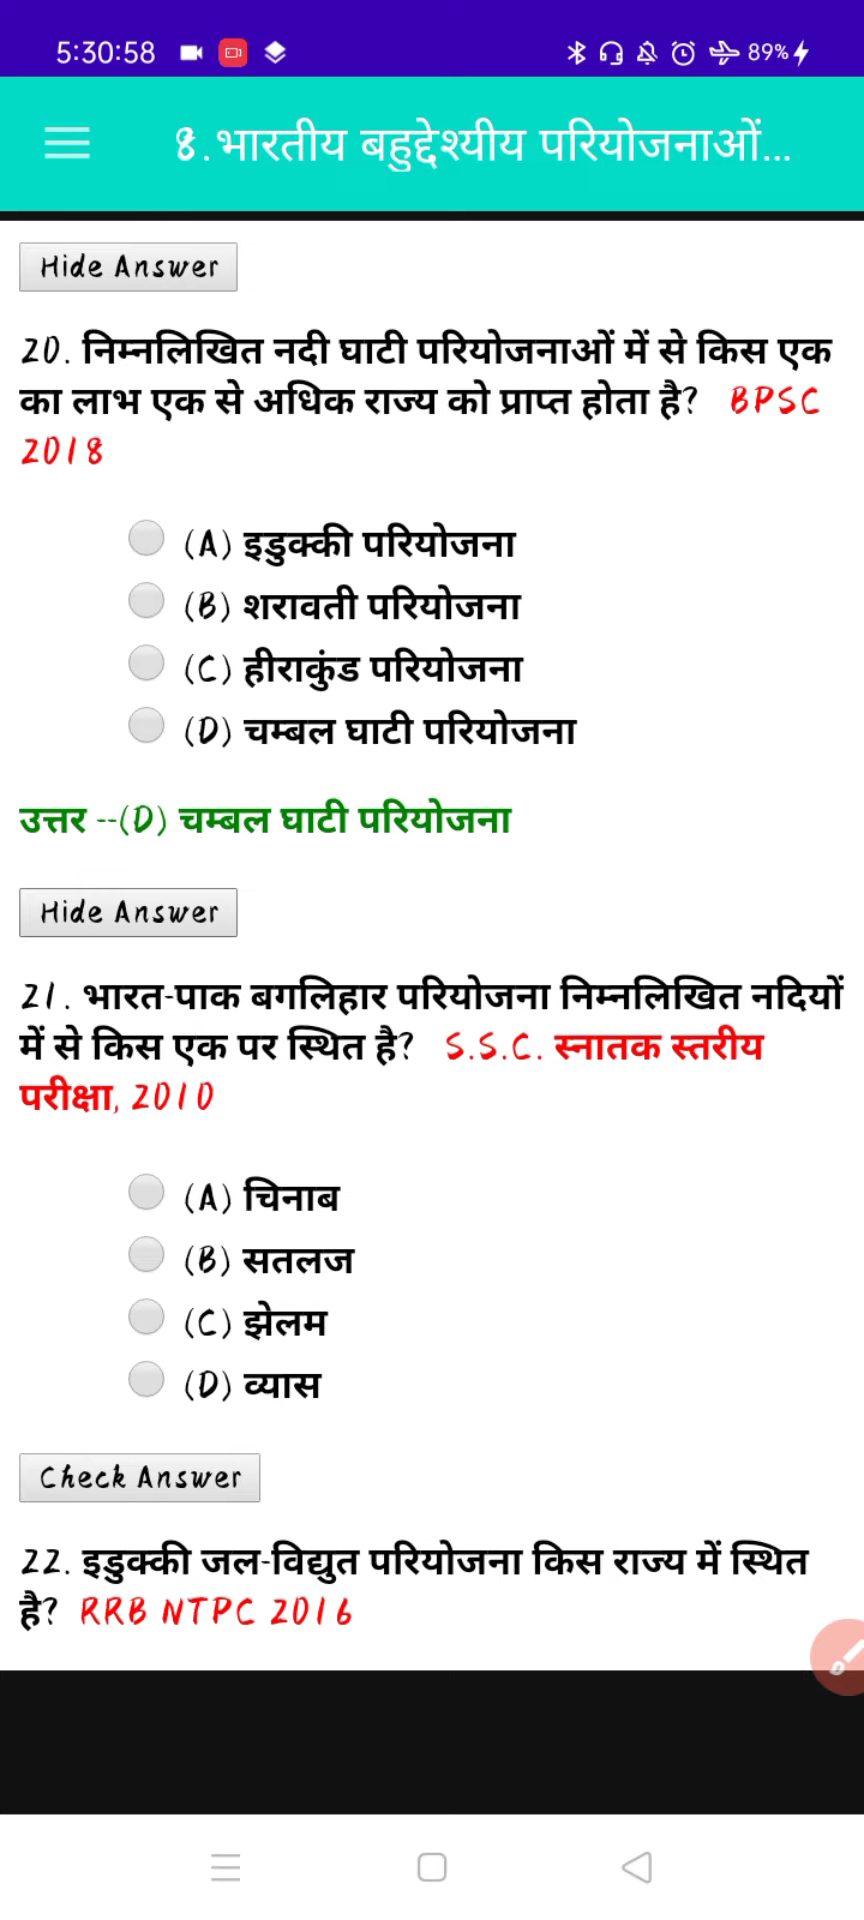 5:30:58
89%
8.भारतीय बहुद्देश्यीय परियोजनाओं...
Hide Answer
20. निम्नलिखित नदी घाटी परियोजनाओं में से किस एक
का लाभ एक से अधिक राज्य को प्राप्त होता है? BPSC
2018
(A) इडुक्की परियोजना
(B) शरावती परियोजना
(C) हीराकुंड परियोजना
(D) चम्बल घाटी परियोजना
उत्तर --(D) चम्बल घाटी परियोजना
Hide Answer
21. भारत-पाक बगलिहार परियोजना निम्नलिखित नदियों
में से किस एक पर स्थित है? S.S.C. स्नातक स्तरीय
परीक्षा, 2010
(A) चिनाब
(B) सतलज
(C) झेलम
(D) व्यास
Check Answer
22. इडुक्की जल-विद्युत परियोजना किस राज्य में स्थित
है? RRB NTPC 2016